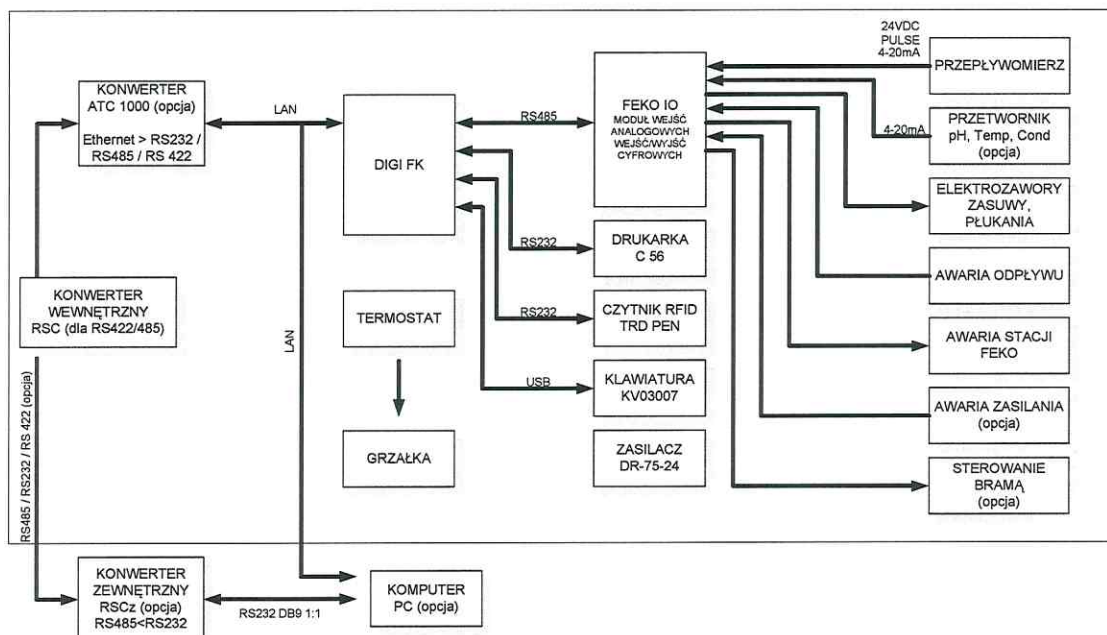 24VDC
PULSE
4-20mA
PRZEPŁYWOMIERZ
KONWERTER
ATC 1000 (opcja)
Ethernet > RS232 /
RS485 / RS 422
LAN
DIGI FK
RS485
FEKO IO
MODUŁ WEJŚĆ
ANALOGOWYCH
WEJŚĆ/WYJŚĆ
CYFROWYCH
4-20mA
PRZETWORNIK
pH, Temp, Cond
(opcja)
ELEKTROZAWORY
ZASUWY,
PŁUKANIA
RS232
DRUKARKA
C 56
AWARIA ODPŁYWU
KONWERTER
WEWNĘTRZNY
RSC (dla RS422/485)
TERMOSTAT
RS232
CZYTNIK RFID
TRD PEN
AWARIA STACJI
FEKO
LAN
USB
KLAWIATURA
KV03007
AWARIA ZASILANIA
(opcja)
RS485 / RS232 / RS 422 (opcja)
GRZAŁKA
ZASILACZ
DR-75-24
STEROWANIE
BRAMĄ
(opcja)
KONWERTER
ZEWNĘTRZNY
RSCz (opcja)
RS485<RS232
RS232 DB9 1:1
KOMPUTER
PC (opcja)